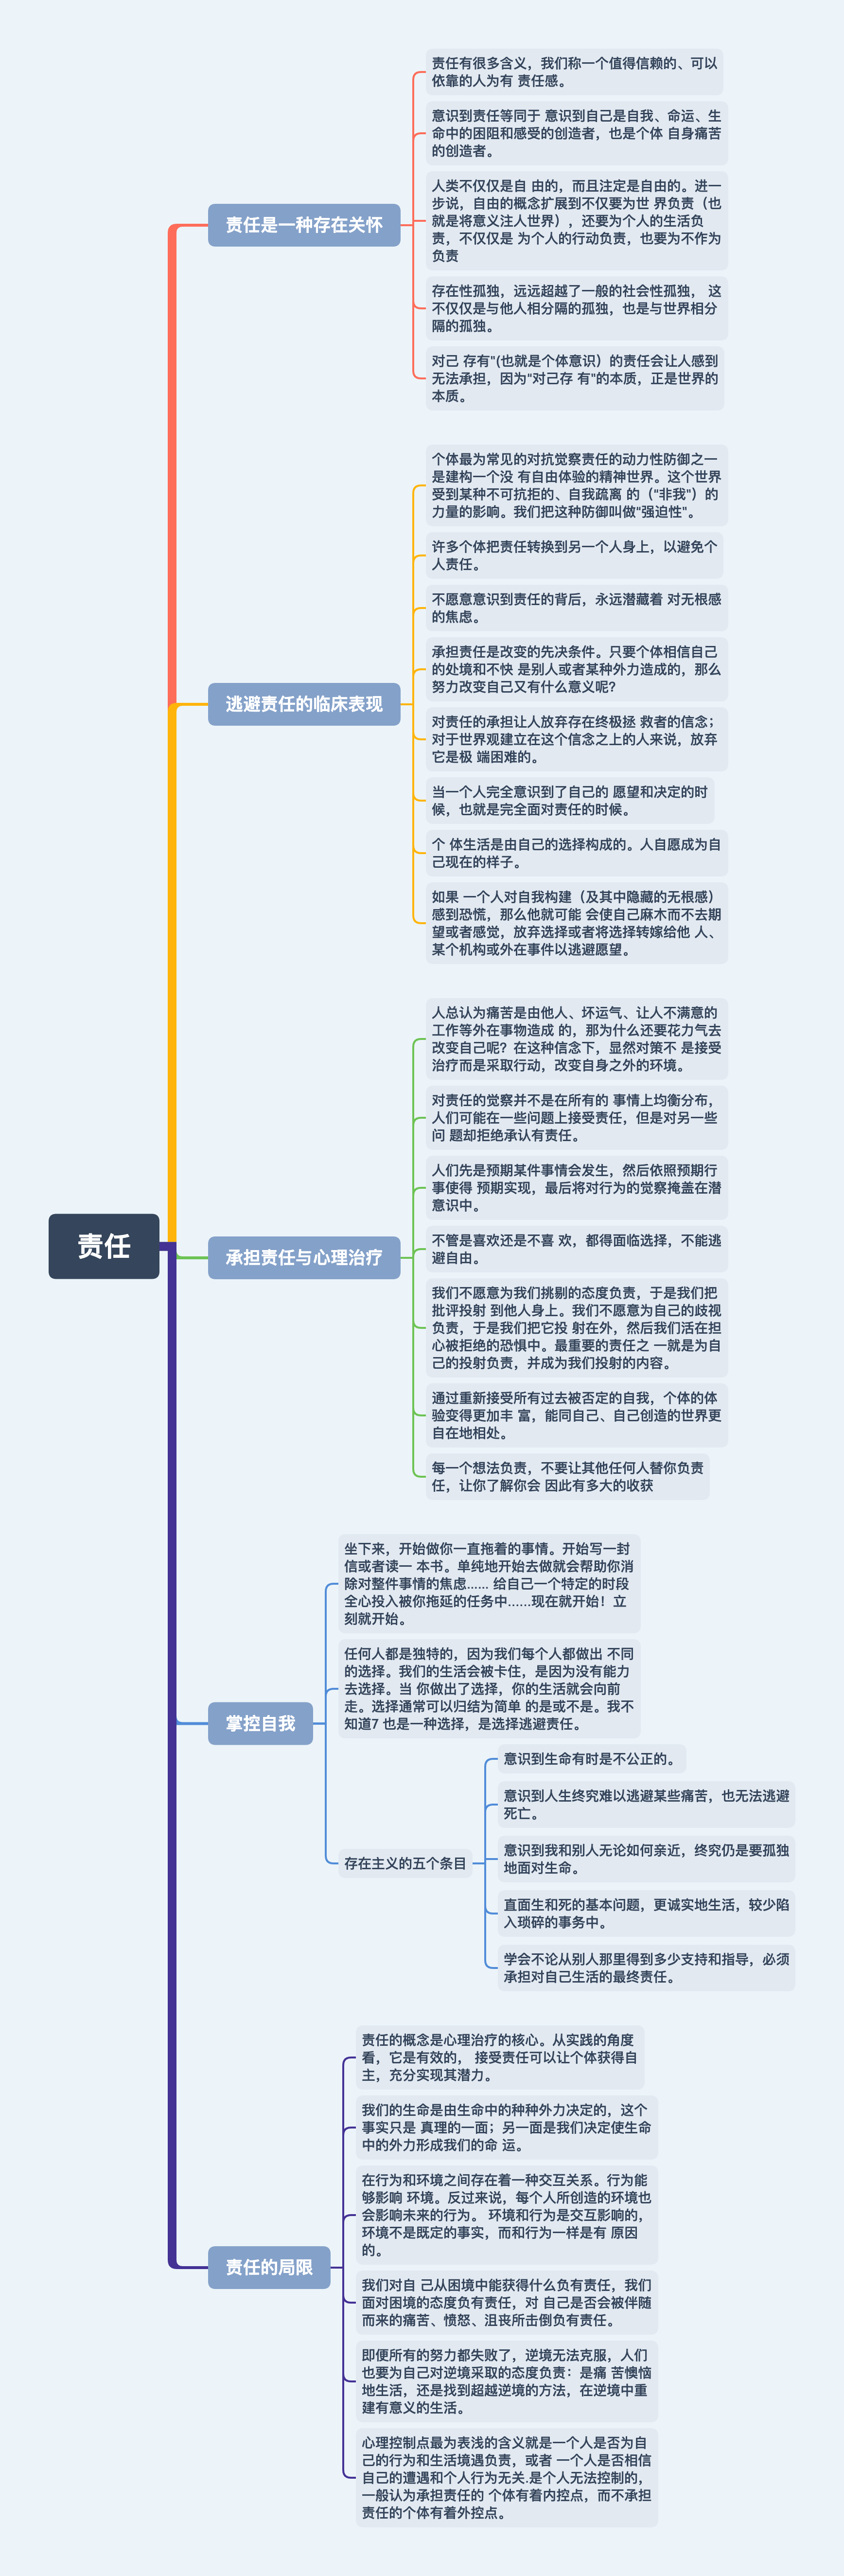 责任
责任是一种存在关怀
责任有很多含义，我们称一个值得信赖的、可以
依靠的人为有 责任感。
意识到责任等同于 意识到自己是自我、命运、生
命中的困阻和感受的创造者，也是个体 自身痛苦
的创造者。
人类不仅仅是自 由的，而且注定是自由的。进一
步说，自由的概念扩展到不仅要为世 界负责（也
就是将意义注人世界），还要为个人的生活负
责，不仅仅是 为个人的行动负责，也要为不作为
负责
存在性孤独，远远超越了一般的社会性孤独， 这
不仅仅是与他人相分隔的孤独，也是与世界相分
隔的孤独。
对己 存有"(也就是个体意识）的责任会让人感到
无法承担，因为"对己存 有"的本质，正是世界的
本质。
逃避责任的临床表现
个体最为常见的对抗觉察责任的动力性防御之一
是建构一个没 有自由体验的精神世界。这个世界
受到某种不可抗拒的、自我疏离 的（"非我"）的
力量的影响。我们把这种防御叫做"强迫性"。
许多个体把责任转换到另一个人身上，以避免个
人责任。
不愿意意识到责任的背后，永远潜藏着 对无根感
的焦虑。
承担责任是改变的先决条件。只要个体相信自己
的处境和不快 是别人或者某种外力造成的，那么
努力改变自己又有什么意义呢？
对责任的承担让人放弃存在终极拯 救者的信念；
对于世界观建立在这个信念之上的人来说，放弃
它是极 端困难的。
当一个人完全意识到了自己的 愿望和决定的时
候，也就是完全面对责任的时候。
个 体生活是由自己的选择构成的。人自愿成为自
己现在的样子。
如果 一个人对自我构建（及其中隐藏的无根感）
感到恐慌，那么他就可能 会使自己麻木而不去期
望或者感觉，放弃选择或者将选择转嫁给他 人、
某个机构或外在事件以逃避愿望。
承担责任与心理治疗
人总认为痛苦是由他人、坏运气、让人不满意的
工作等外在事物造成 的，那为什么还要花力气去
改变自己呢？在这种信念下，显然对策不 是接受
治疗而是采取行动，改变自身之外的环境。
对责任的觉察并不是在所有的 事情上均衡分布，
人们可能在一些问题上接受责任，但是对另一些
问 题却拒绝承认有责任。
人们先是预期某件事情会发生，然后依照预期行
事使得 预期实现，最后将对行为的觉察掩盖在潜
意识中。
不管是喜欢还是不喜 欢，都得面临选择，不能逃
避自由。
我们不愿意为我们挑剔的态度负责，于是我们把
批评投射 到他人身上。我们不愿意为自己的歧视
负责，于是我们把它投 射在外，然后我们活在担
心被拒绝的恐惧中。最重要的责任之 一就是为自
己的投射负责，并成为我们投射的内容。
通过重新接受所有过去被否定的自我，个体的体
验变得更加丰 富，能同自己、自己创造的世界更
自在地相处。
每一个想法负责，不要让其他任何人替你负责
任，让你了解你会 因此有多大的收获
掌控自我
坐下来，开始做你一直拖着的事情。开始写一封
信或者读一 本书。单纯地开始去做就会帮助你消
除对整件事情的焦虑…… 给自己一个特定的时段
全心投入被你拖延的任务中……现在就开始！立
刻就开始。
任何人都是独特的，因为我们每个人都做出 不同
的选择。我们的生活会被卡住，是因为没有能力
去选择。当 你做出了选择，你的生活就会向前
走。选择通常可以归结为简单 的是或不是。我不
知道7 也是一种选择，是选择逃避责任。
存在主义的五个条目
意识到生命有时是不公正的。
意识到人生终究难以逃避某些痛苦，也无法逃避
死亡。
意识到我和别人无论如何亲近，终究仍是要孤独
地面对生命。
直面生和死的基本问题，更诚实地生活，较少陷
入琐碎的事务中。
学会不论从别人那里得到多少支持和指导，必须
承担对自己生活的最终责任。
责任的局限
责任的概念是心理治疗的核心。从实践的角度
看，它是有效的， 接受责任可以让个体获得自
主，充分实现其潜力。
我们的生命是由生命中的种种外力决定的，这个
事实只是 真理的一面；另一面是我们决定使生命
中的外力形成我们的命 运。
在行为和环境之间存在着一种交互关系。行为能
够影响 环境。反过来说，每个人所创造的环境也
会影响未来的行为。 环境和行为是交互影响的，
环境不是既定的事实，而和行为一样是有 原因
的。
我们对自 己从困境中能获得什么负有责任，我们
面对困境的态度负有责任，对 自己是否会被伴随
而来的痛苦、愤怒、沮丧所击倒负有责任。
即便所有的努力都失败了，逆境无法克服，人们
也要为自己对逆境采取的态度负责：是痛 苦懊恼
地生活，还是找到超越逆境的方法，在逆境中重
建有意义的生活。
心理控制点最为表浅的含义就是一个人是否为自
己的行为和生活境遇负责，或者 一个人是否相信
自己的遭遇和个人行为无关.是个人无法控制的，
一般认为承担责任的 个体有着内控点，而不承担
责任的个体有着外控点。